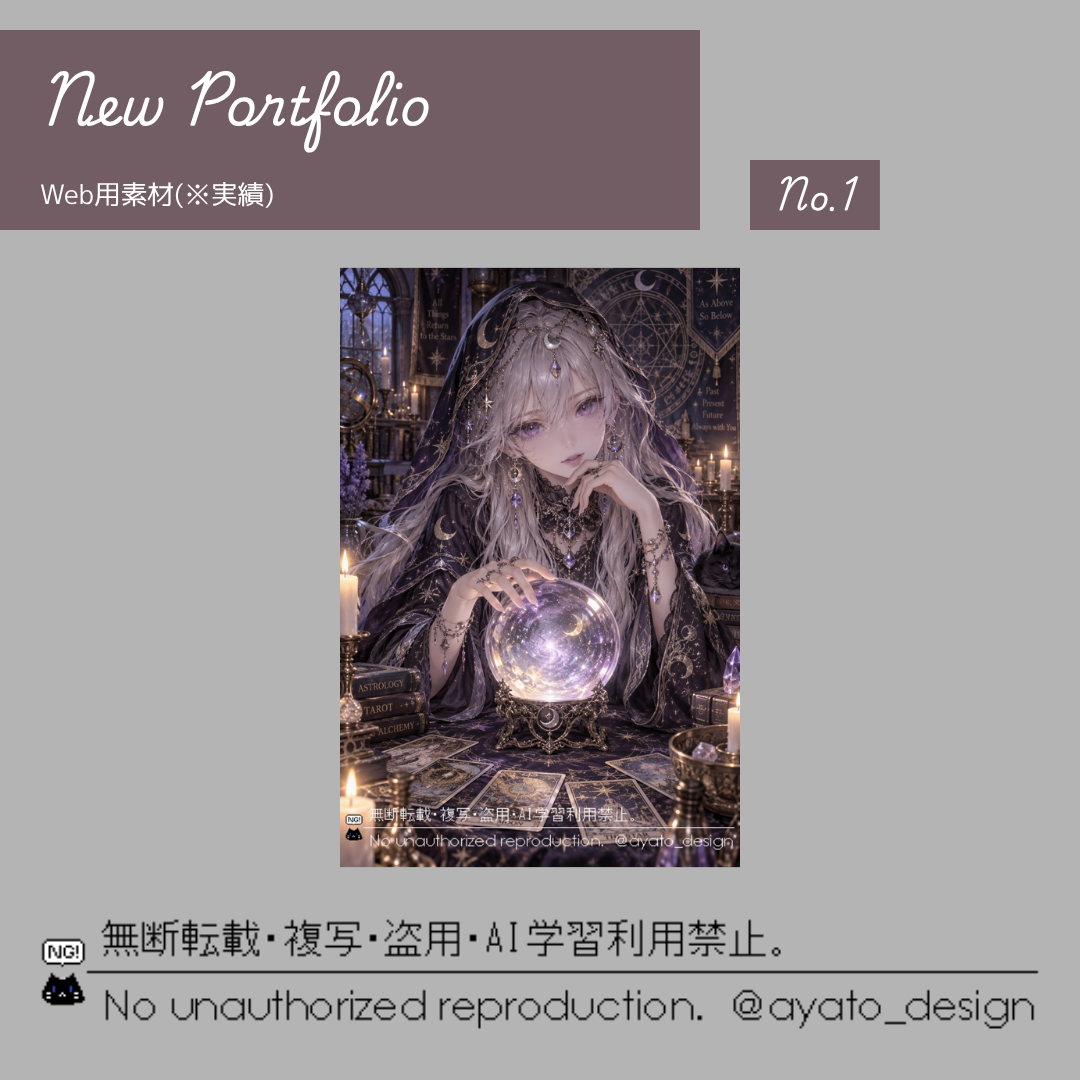 New Portfolio
Web用素材(※実績)
No.1
All
Things
Return
to the Stars
As Above
So Below
Past
Present
Future
Always with You
ASTROLOGY
TAROT
ALCHEMY
NG!
無断転載・複写・盗用・AI学習利用禁止。
No unauthorized reproduction. @ayato_design
NG!
無断転載・複写・盗用・AI学習利用禁止。
No unauthorized reproduction. @ayato_design